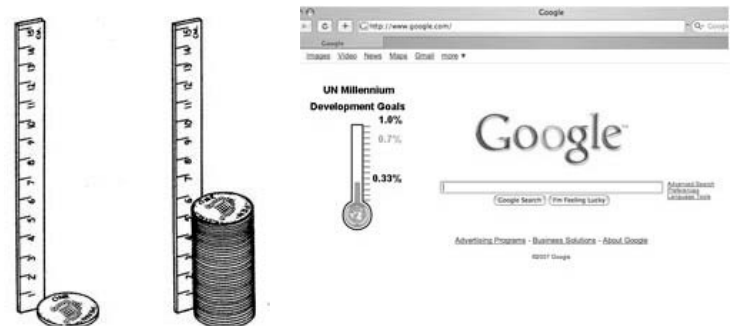 Google
http://www.google.com/
Google
Images Video News Maps Gmail more ▼
UN Millennium
Development Goals
1.0%
0.7%
0.33%
Google™
Advanced Search
Preferences
Language Tools
Google Search
I'm Feeling Lucky
Advertising Programs - Business Solutions - About Google
©2007 Google
ONE